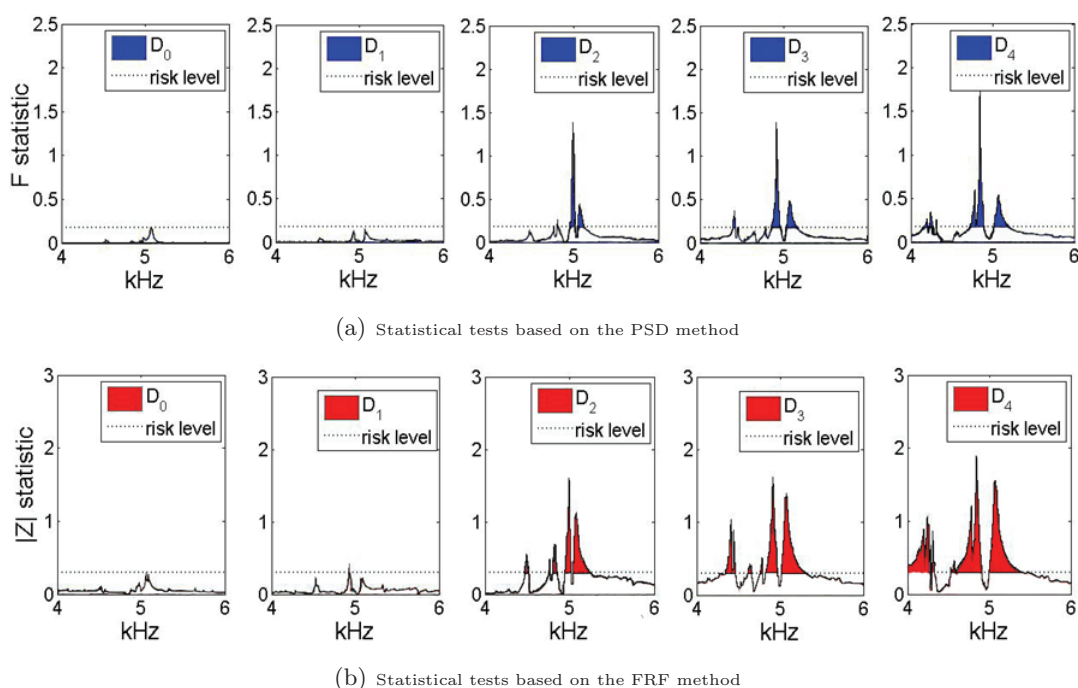 2.5
2
1.5
1
0.5
0
F statistic
D0
risk level
4 5 6
kHz
D1
risk level
4 5 6
kHz
2.5
2
1.5
1
0.5
0
D2
risk level
4 5 6
kHz
2.5
2
1.5
1
0.5
0
D3
risk level
4 5 6
kHz
2.5
2
1.5
1
0.5
0
D4
risk level
4 5 6
kHz
2.5
2
1.5
1
0.5
0
(a) Statistical tests based on the PSD method
3
2
1
0
|Z| statistic
D0
risk level
4 5 6
kHz
3
2
1
0
D1
risk level
4 5 6
kHz
3
2
1
0
D2
risk level
4 5 6
kHz
3
2
1
0
D3
risk level
4 5 6
kHz
3
2
1
0
D4
risk level
4 5 6
kHz
(b) Statistical tests based on the FRF method